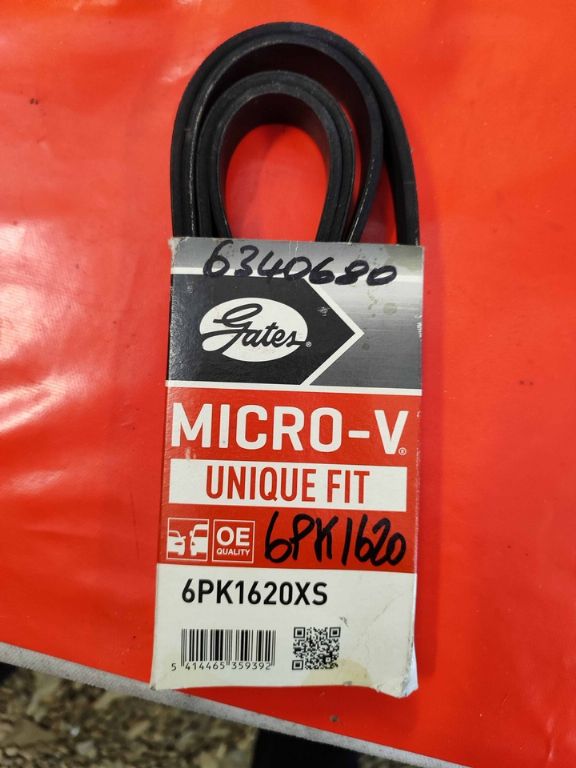 6340680
Gates®
MICRO-V®
UNIQUE FIT
OE
QUALITY
6PK1620
6PK1620XS
5 414465 359392